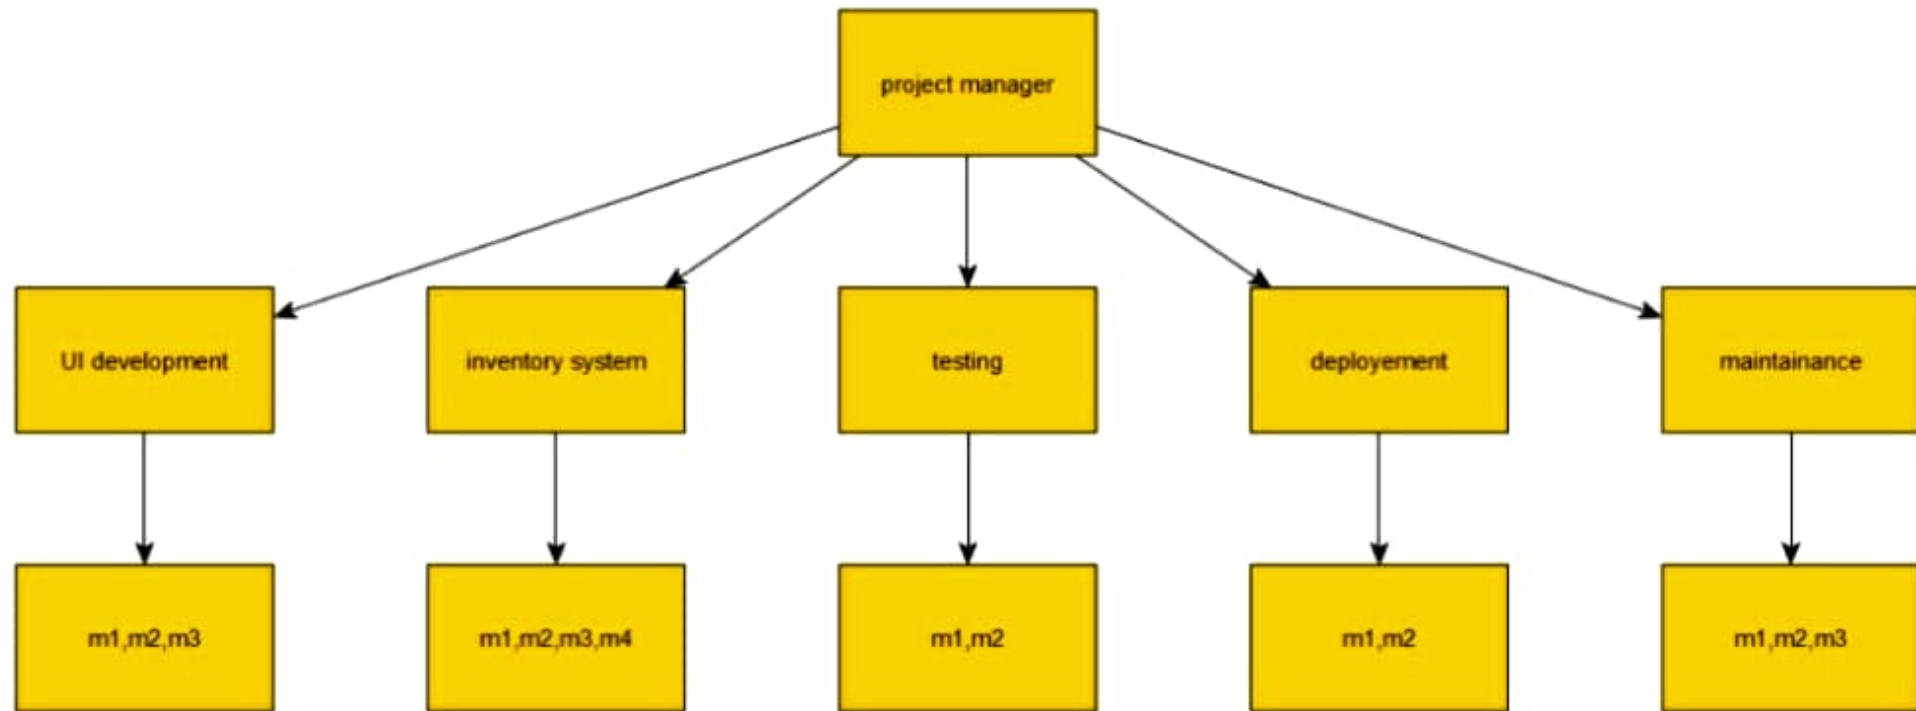 project manager
UI development
inventory system
testing
deployement
maintainance
m1,m2,m3
m1,m2,m3,m4
m1,m2
m1,m2
m1,m2,m3